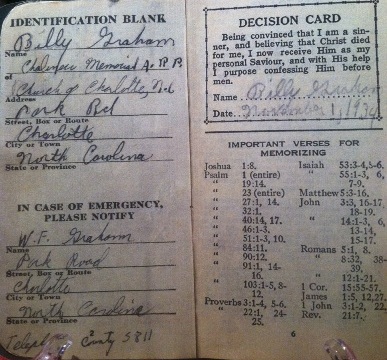 IDENTIFICATION BLANK
Billy Graham
Name
Chalmers Memorial A. R. P.
of
Church of Charlotte, N.C.
Address
Park Rd
Street, Box or Route
Charlotte
City or Town
North Carolina
State or Province
IN CASE OF EMERGENCY,
PLEASE NOTIFY
W. F. Graham
Name
Park Road
Street, Box or Route
Charlotte
City or Town
North Carolina
State or Province
County 5811
DECISION CARD
Being convinced that I am a sin-
ner, and believing that Christ died
for me, I now receive Him as my
personal Saviour, and with His help
I purpose confessing Him before
men.
Name Billy Graham
Date November 1, 1934
IMPORTANT VERSES FOR
MEMORIZING
Joshua 1:8.
Psalm 1 (entire)
" 19:14.
" 23 (entire)
" 27:1, 14.
" 32:1.
" 40:14, 17.
" 46:1-3.
" 51:1-3, 10.
" 84:11.
" 90:12.
" 91:1, 14-
16.
" 103:1-5, 8-
12.
Proverbs 3:1-4, 5-6.
" 22:1, 24-
25.
Isaiah 53:3-4, 5-6.
" 55:1-3, 6,
7-9.
Matthew 5:3-16.
John 3:3, 16-17,
18-19.
" 14:1-3, 6,
13-14,
15-17.
Romans 5:1, 8.
" 8:32, 38-
39.
" 12:1-21.
1 Cor. 15:55-57.
James 1:5, 12, 27.
1 John 3:1-2, 22.
Rev. 21:7.
6